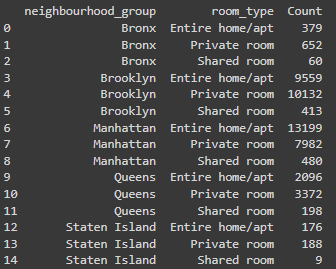 neighbourhood_group room_type Count
0 Bronx Entire home/apt 379
1 Bronx Private room 652
2 Bronx Shared room 60
3 Brooklyn Entire home/apt 9559
4 Brooklyn Private room 10132
5 Brooklyn Shared room 413
6 Manhattan Entire home/apt 13199
7 Manhattan Private room 7982
8 Manhattan Shared room 480
9 Queens Entire home/apt 2096
10 Queens Private room 3372
11 Queens Shared room 198
12 Staten Island Entire home/apt 176
13 Staten Island Private room 188
14 Staten Island Shared room 9